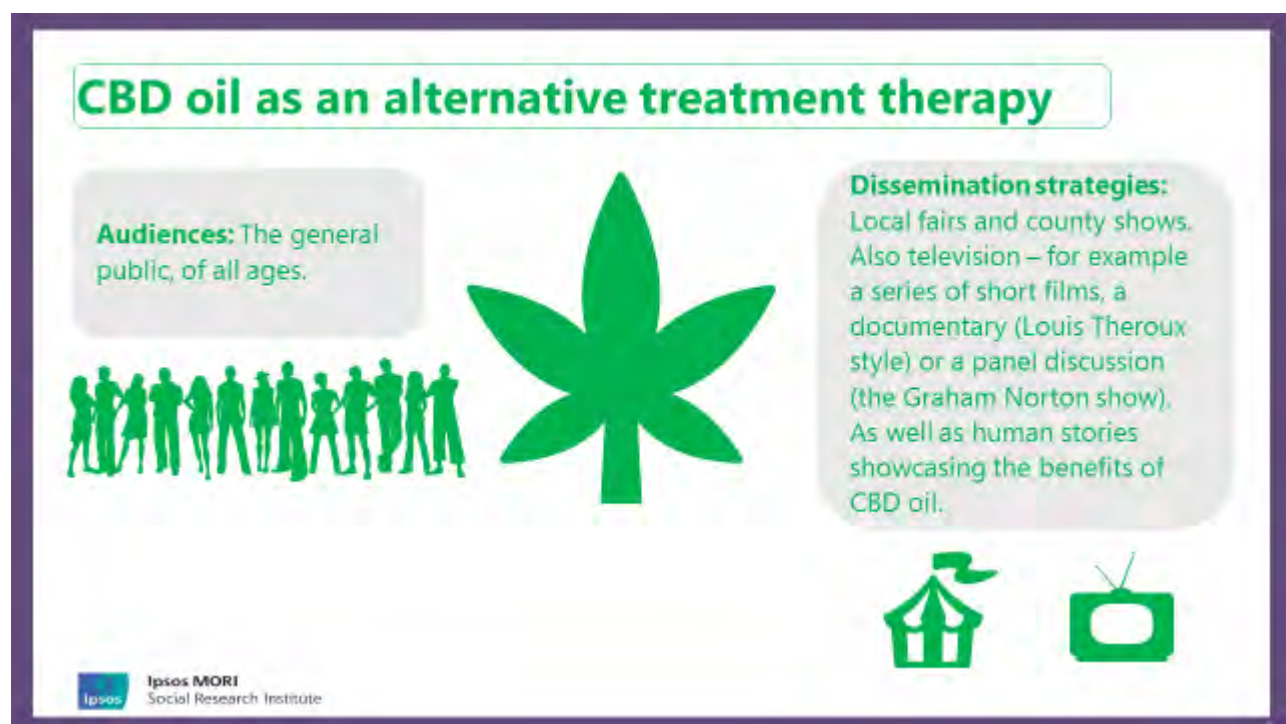 CBD oil as an alternative treatment therapy
Audiences: The general
public, of all ages.
Dissemination strategies:
Local fairs and county shows.
Also television – for example
a series of short films, a
documentary (Louis Theroux
style) or a panel discussion
(the Graham Norton show).
As well as human stories
showcasing the benefits of
CBD oil.
Ipsos
Ipsos MORI
Social Research Institute